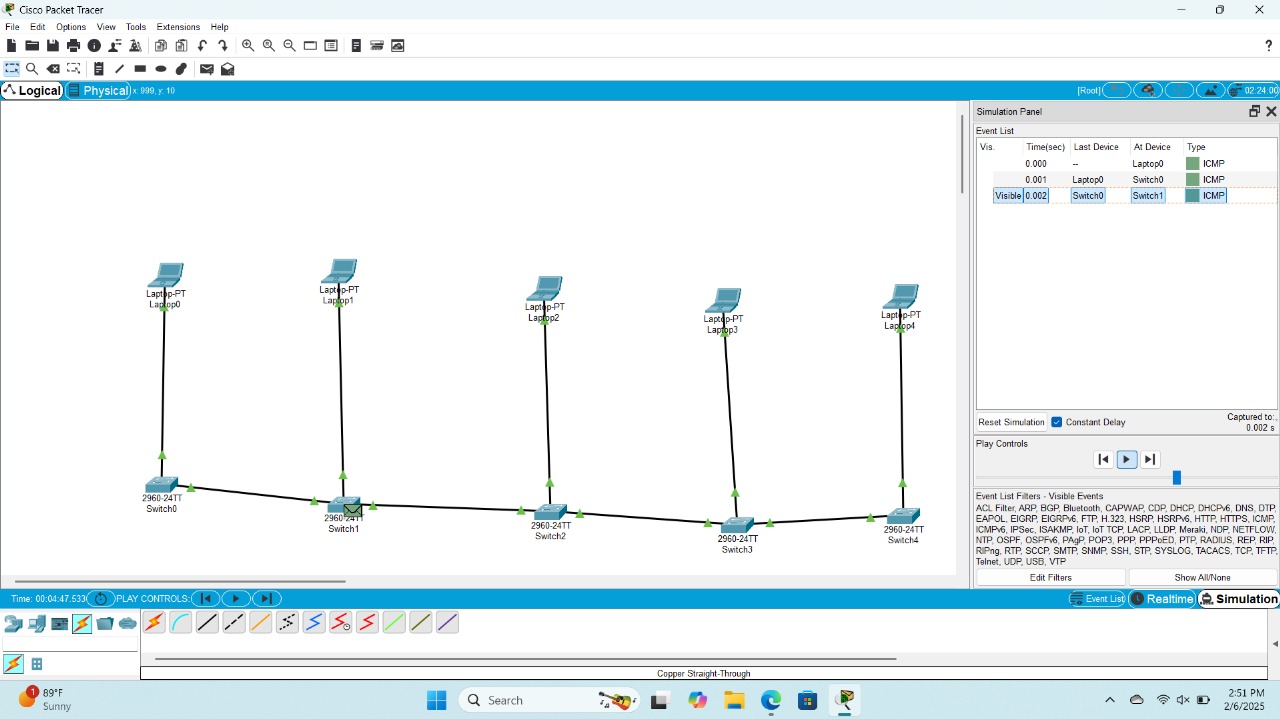 Cisco Packet Tracer
File Edit Options View Tools Extensions Help
?
Logical Physical x: 999, y: 10 [Root] 02:24:00
Simulation Panel
Event List
Vis. Time(sec) Last Device At Device Type
0.000 -- Laptop0 ICMP
0.001 Laptop0 Switch0 ICMP
Visible 0.002 Switch0 Switch1 ICMP
Laptop-PT
Laptop0
Laptop-PT
Laptop1
Laptop-PT
Laptop2
Laptop-PT
Laptop3
Laptop-PT
Laptop4
2960-24TT
Switch0
2960-24TT
Switch1
2960-24TT
Switch2
2960-24TT
Switch3
2960-24TT
Switch4
Reset Simulation Constant Delay Captured to:
0.002 s
Play Controls
Event List Filters - Visible Events
ACL Filter, ARP, BGP, Bluetooth, CAPWAP, CDP, DHCP, DHCPv6, DNS, DTP,
EAPOL, EIGRP, EIGRPv6, FTP, H.323, HSRP, HSRPv6, HTTP, HTTPS, ICMP,
ICMPv6, IPSec, ISAKMP, IoT, IoT TCP, LACP, LLDP, Meraki, NDP, NETFLOW,
NTP, OSPF, OSPFv6, PAgP, POP3, PPP, PPPoED, PTP, RADIUS, REP, RIP,
RIPng, RTP, SCCP, SMTP, SNMP, SSH, STP, SYSLOG, TACACS, TCP, TFTP,
Telnet, UDP, USB, VTP
Edit Filters Show All/None
Time: 00:04:47.533 PLAY CONTROLS: Event List Realtime Simulation
Copper Straight-Through
1
89°F
Sunny
Search
2:51 PM
2/6/2025